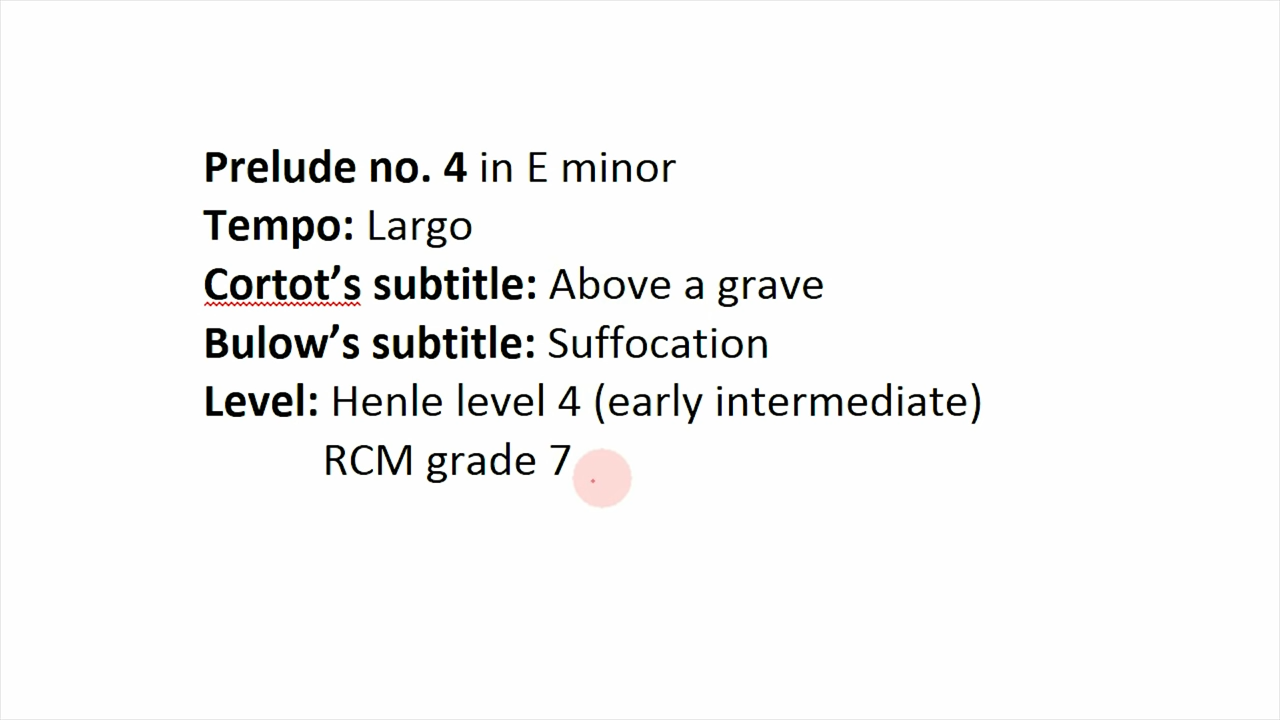 Prelude no. 4 in E minor
Tempo: Largo
Cortot’s subtitle: Above a grave
Bulow’s subtitle: Suffocation
Level: Henle level 4 (early intermediate)
RCM grade 7